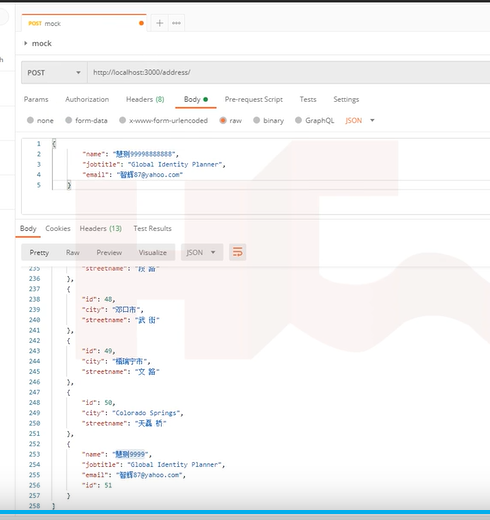 POST mock
mock
POST http://localhost:3000/address/
Params Authorization Headers (8) Body Pre-request Script Tests Settings
none form-data x-www-form-urlencoded raw binary GraphQL JSON
1 {
2 "name": "慧刚99998888888",
3 "jobtitle": "Global Identity Planner",
4 "email": "智辉87@yahoo.com"
5 }
Body Cookies Headers (13) Test Results
Pretty Raw Preview Visualize JSON
235 "streetname": "段 路"
236 },
237 {
238 "id": 48,
239 "city": "邓口市",
240 "streetname": "武 街"
241 },
242 {
243 "id": 49,
244 "city": "福瑞宁市",
245 "streetname": "文 路"
246 },
247 {
248 "id": 50,
249 "city": "Colorado Springs",
250 "streetname": "天磊 桥"
251 },
252 {
253 "name": "慧刚9999",
254 "jobtitle": "Global Identity Planner",
255 "email": "智辉87@yahoo.com",
256 "id": 51
257 }
258 ]